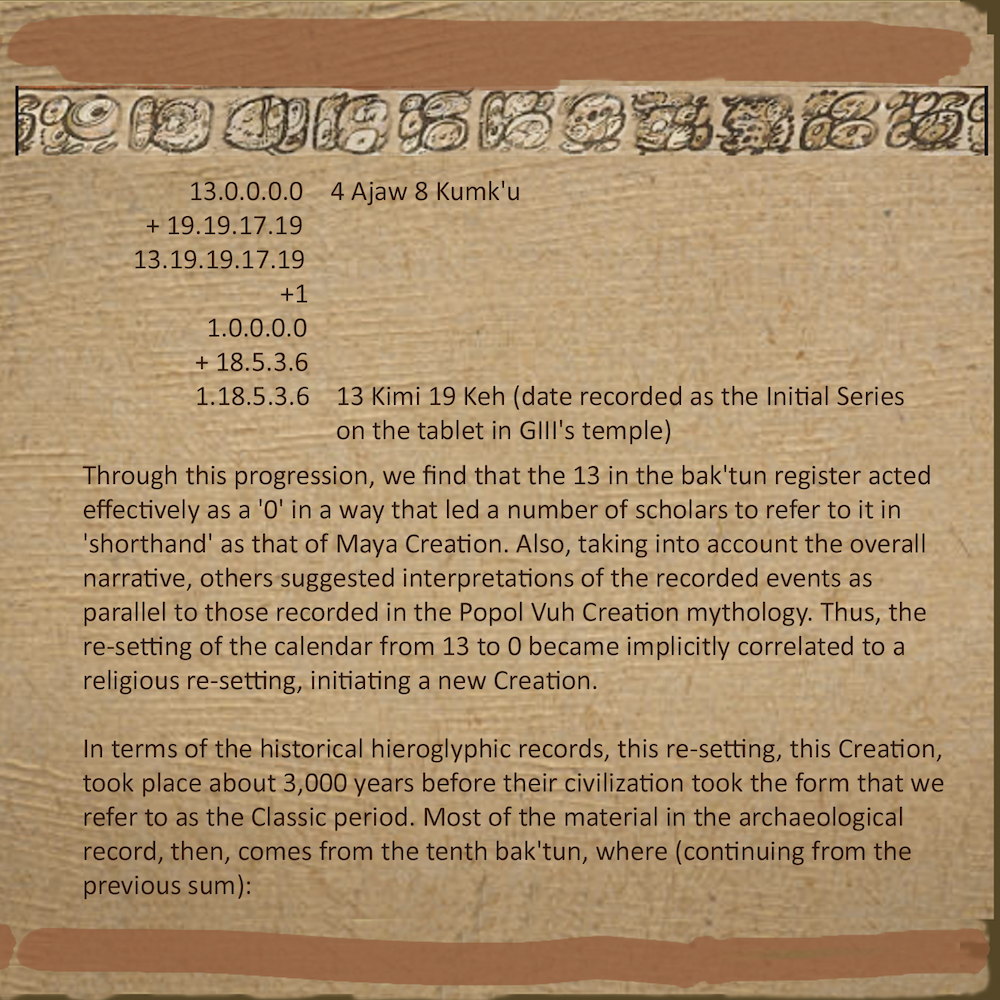 13.0.0.0.0 4 Ajaw 8 Kumk'u
+ 19.19.17.19
13.19.19.17.19
+1
1.0.0.0.0
+ 18.5.3.6
1.18.5.3.6 13 Kimi 19 Keh (date recorded as the Initial Series
on the tablet in GIII's temple)
Through this progression, we find that the 13 in the bak'tun register acted
effectively as a '0' in a way that led a number of scholars to refer to it in
'shorthand' as that of Maya Creation. Also, taking into account the overall
narrative, others suggested interpretations of the recorded events as
parallel to those recorded in the Popol Vuh Creation mythology. Thus, the
re-setting of the calendar from 13 to 0 became implicitly correlated to a
religious re-setting, initiating a new Creation.
In terms of the historical hieroglyphic records, this re-setting, this Creation,
took place about 3,000 years before their civilization took the form that we
refer to as the Classic period. Most of the material in the archaeological
record, then, comes from the tenth bak'tun, where (continuing from the
previous sum):